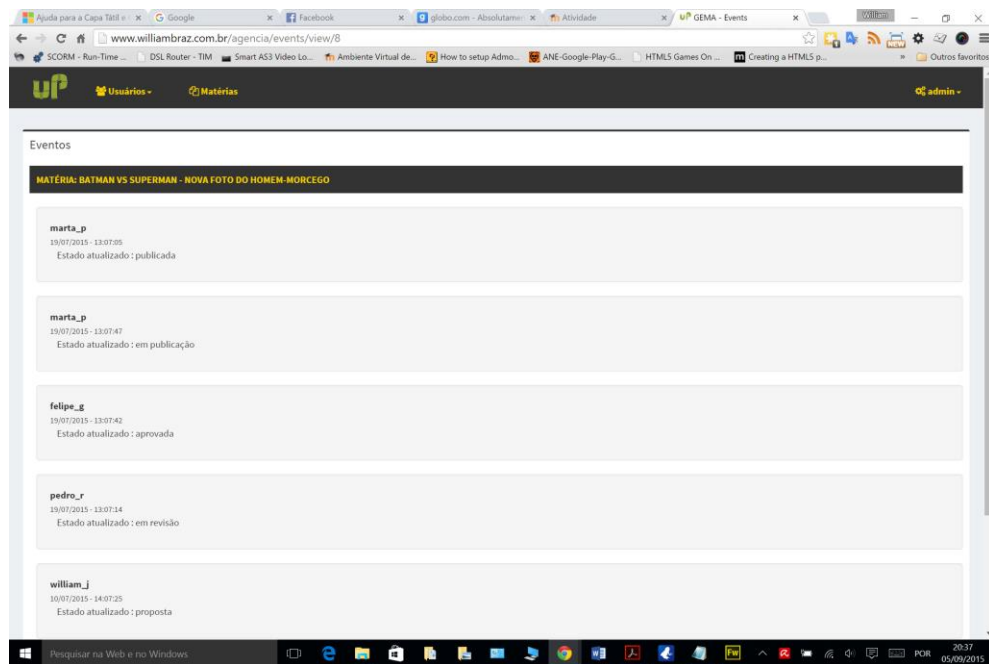 Ajuda para a Capa Tátil e
Google
Facebook
globo.com - Absolutamen
Atividade
GEMA - Events
William
www.williambraz.com.br/agencia/events/view/8
SCORM - Run-Time ...
DSL Router - TIM
Smart AS3 Video Lo...
Ambiente Virtual de...
How to setup Admo...
ANE-Google-Play-G...
HTML5 Games On ...
Creating a HTML5 p...
Outros favoritos
uP
Usuários
Matérias
admin
Eventos
MATÉRIA: BATMAN VS SUPERMAN - NOVA FOTO DO HOMEM-MORCEGO
marta_p
19/07/2015 - 13:07:05
Estado atualizado : publicada
marta_p
19/07/2015 - 13:07:47
Estado atualizado : em publicação
felipe_g
19/07/2015 - 13:07:42
Estado atualizado : aprovada
pedro_r
19/07/2015 - 13:07:14
Estado atualizado : em revisão
william_j
10/07/2015 - 14:07:25
Estado atualizado : proposta
Pesquisar na Web e no Windows
POR
20:37
05/09/2015